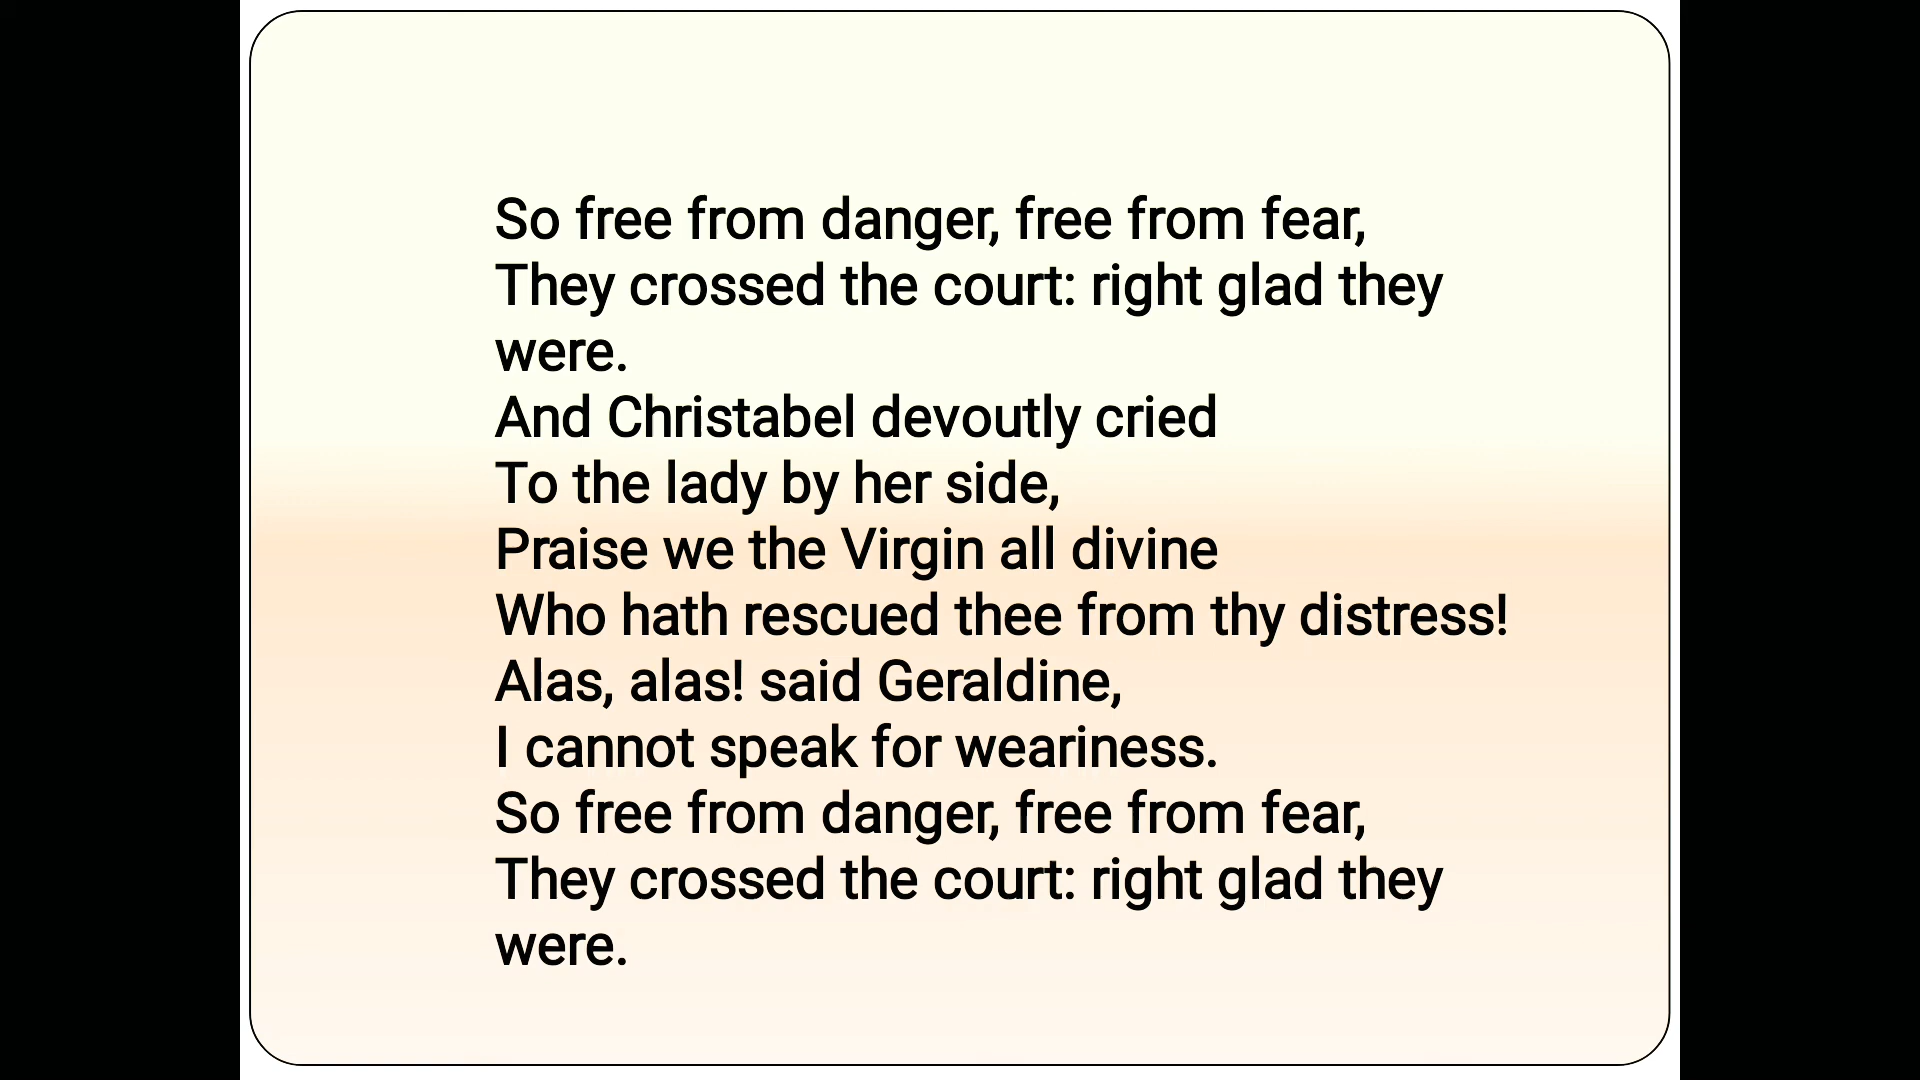 So free from danger, free from fear,
They crossed the court: right glad they
were.
And Christabel devoutly cried
To the lady by her side,
Praise we the Virgin all divine
Who hath rescued thee from thy distress!
Alas, alas! said Geraldine,
I cannot speak for weariness.
So free from danger, free from fear,
They crossed the court: right glad they
were.